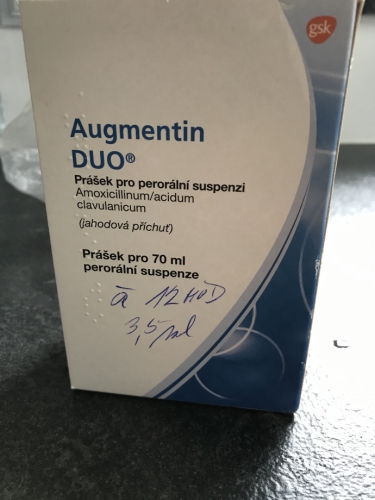 gsk
Augmentin
DUO®
Prášek pro perorální suspenzi
Amoxicillinum/acidum
clavulanicum
(jahodová příchuť)
Prášek pro 70 ml
perorální suspenze
à 12 HOD
3,5 ml